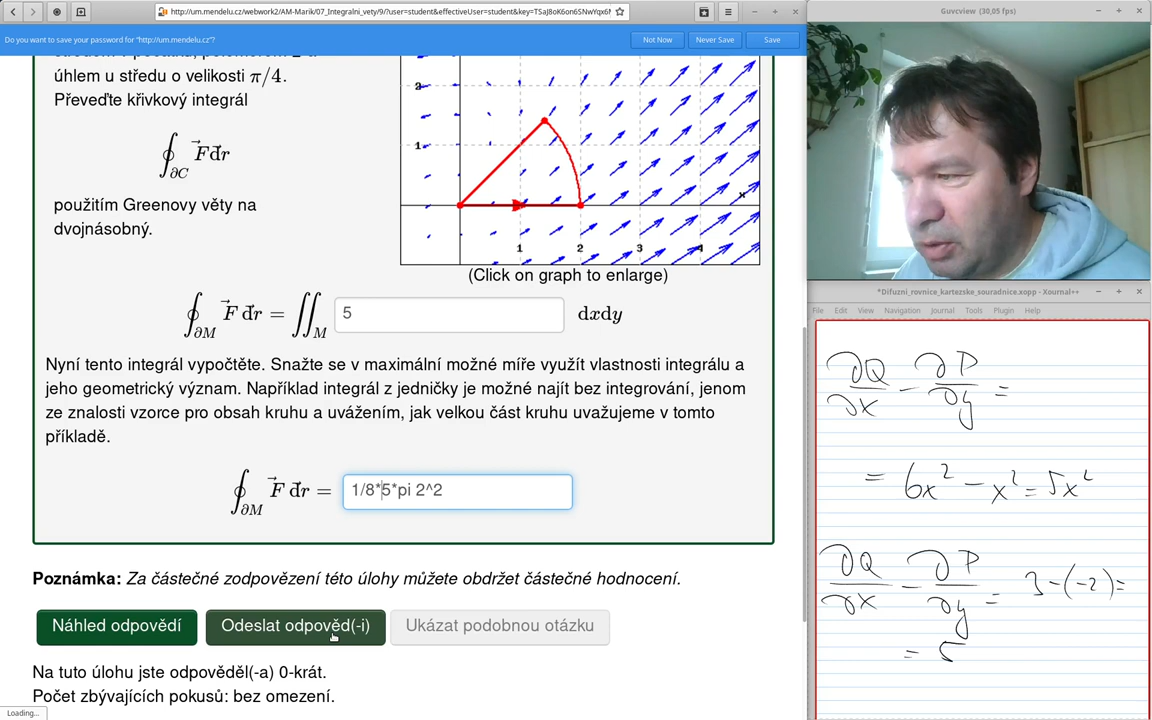 http://um.mendelu.cz/webwork2/AM-Marik/07_Integralni_vety/9/?user=student&effectiveUser=student&key=TSaJ8oK6on6SNwYqx6
Do you want to save your password for "http://um.mendelu.cz"?
Not Now
Never Save
Save
úhlem u středu o velikosti π/4.
Převeďte křivkový integrál
∮∂C F⃗dr⃗
použitím Greenovy věty na
dvojnásobný.
2
1
x
1 2 3 4
(Click on graph to enlarge)
∮∂M F⃗ dr⃗ = ∬M 5 dxdy
Nyní tento integrál vypočtěte. Snažte se v maximální možné míře využít vlastnosti integrálu a
jeho geometrický význam. Například integrál z jedničky je možné najít bez integrování, jenom
ze znalosti vzorce pro obsah kruhu a uvážením, jak velkou část kruhu uvažujeme v tomto
příkladě.
∮∂M F⃗ dr⃗ = 1/8*5*pi 2^2
Poznámka: Za částečné zodpovězení této úlohy můžete obdržet částečné hodnocení.
Náhled odpovědí
Odeslat odpověd(-i)
Ukázat podobnou otázku
Na tuto úlohu jste odpověděl(-a) 0-krát.
Počet zbývajících pokusů: bez omezení.
Loading...
Guvcview (30,05 fps)
*Difuzni_rovnice_kartezske_souradnice.xopp - Xournal++
File Edit View Navigation Journal Tools Plugin Help
∂Q/∂x - ∂P/∂y =
= 6x² - x² = 5x²
∂Q/∂x - ∂P/∂y = 3-(-2)=
= 5